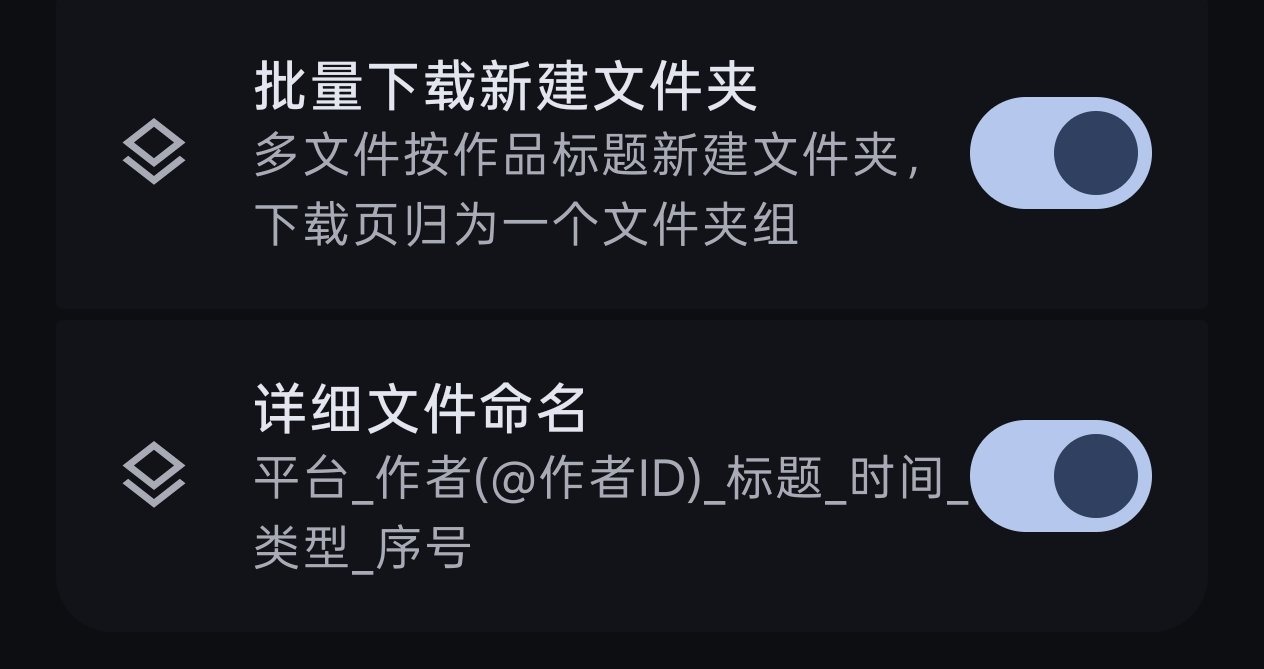 批量下载新建文件夹
多文件按作品标题新建文件夹，
下载页归为一个文件夹组
详细文件命名
平台_作者(@作者ID)_标题_时间_
类型_序号